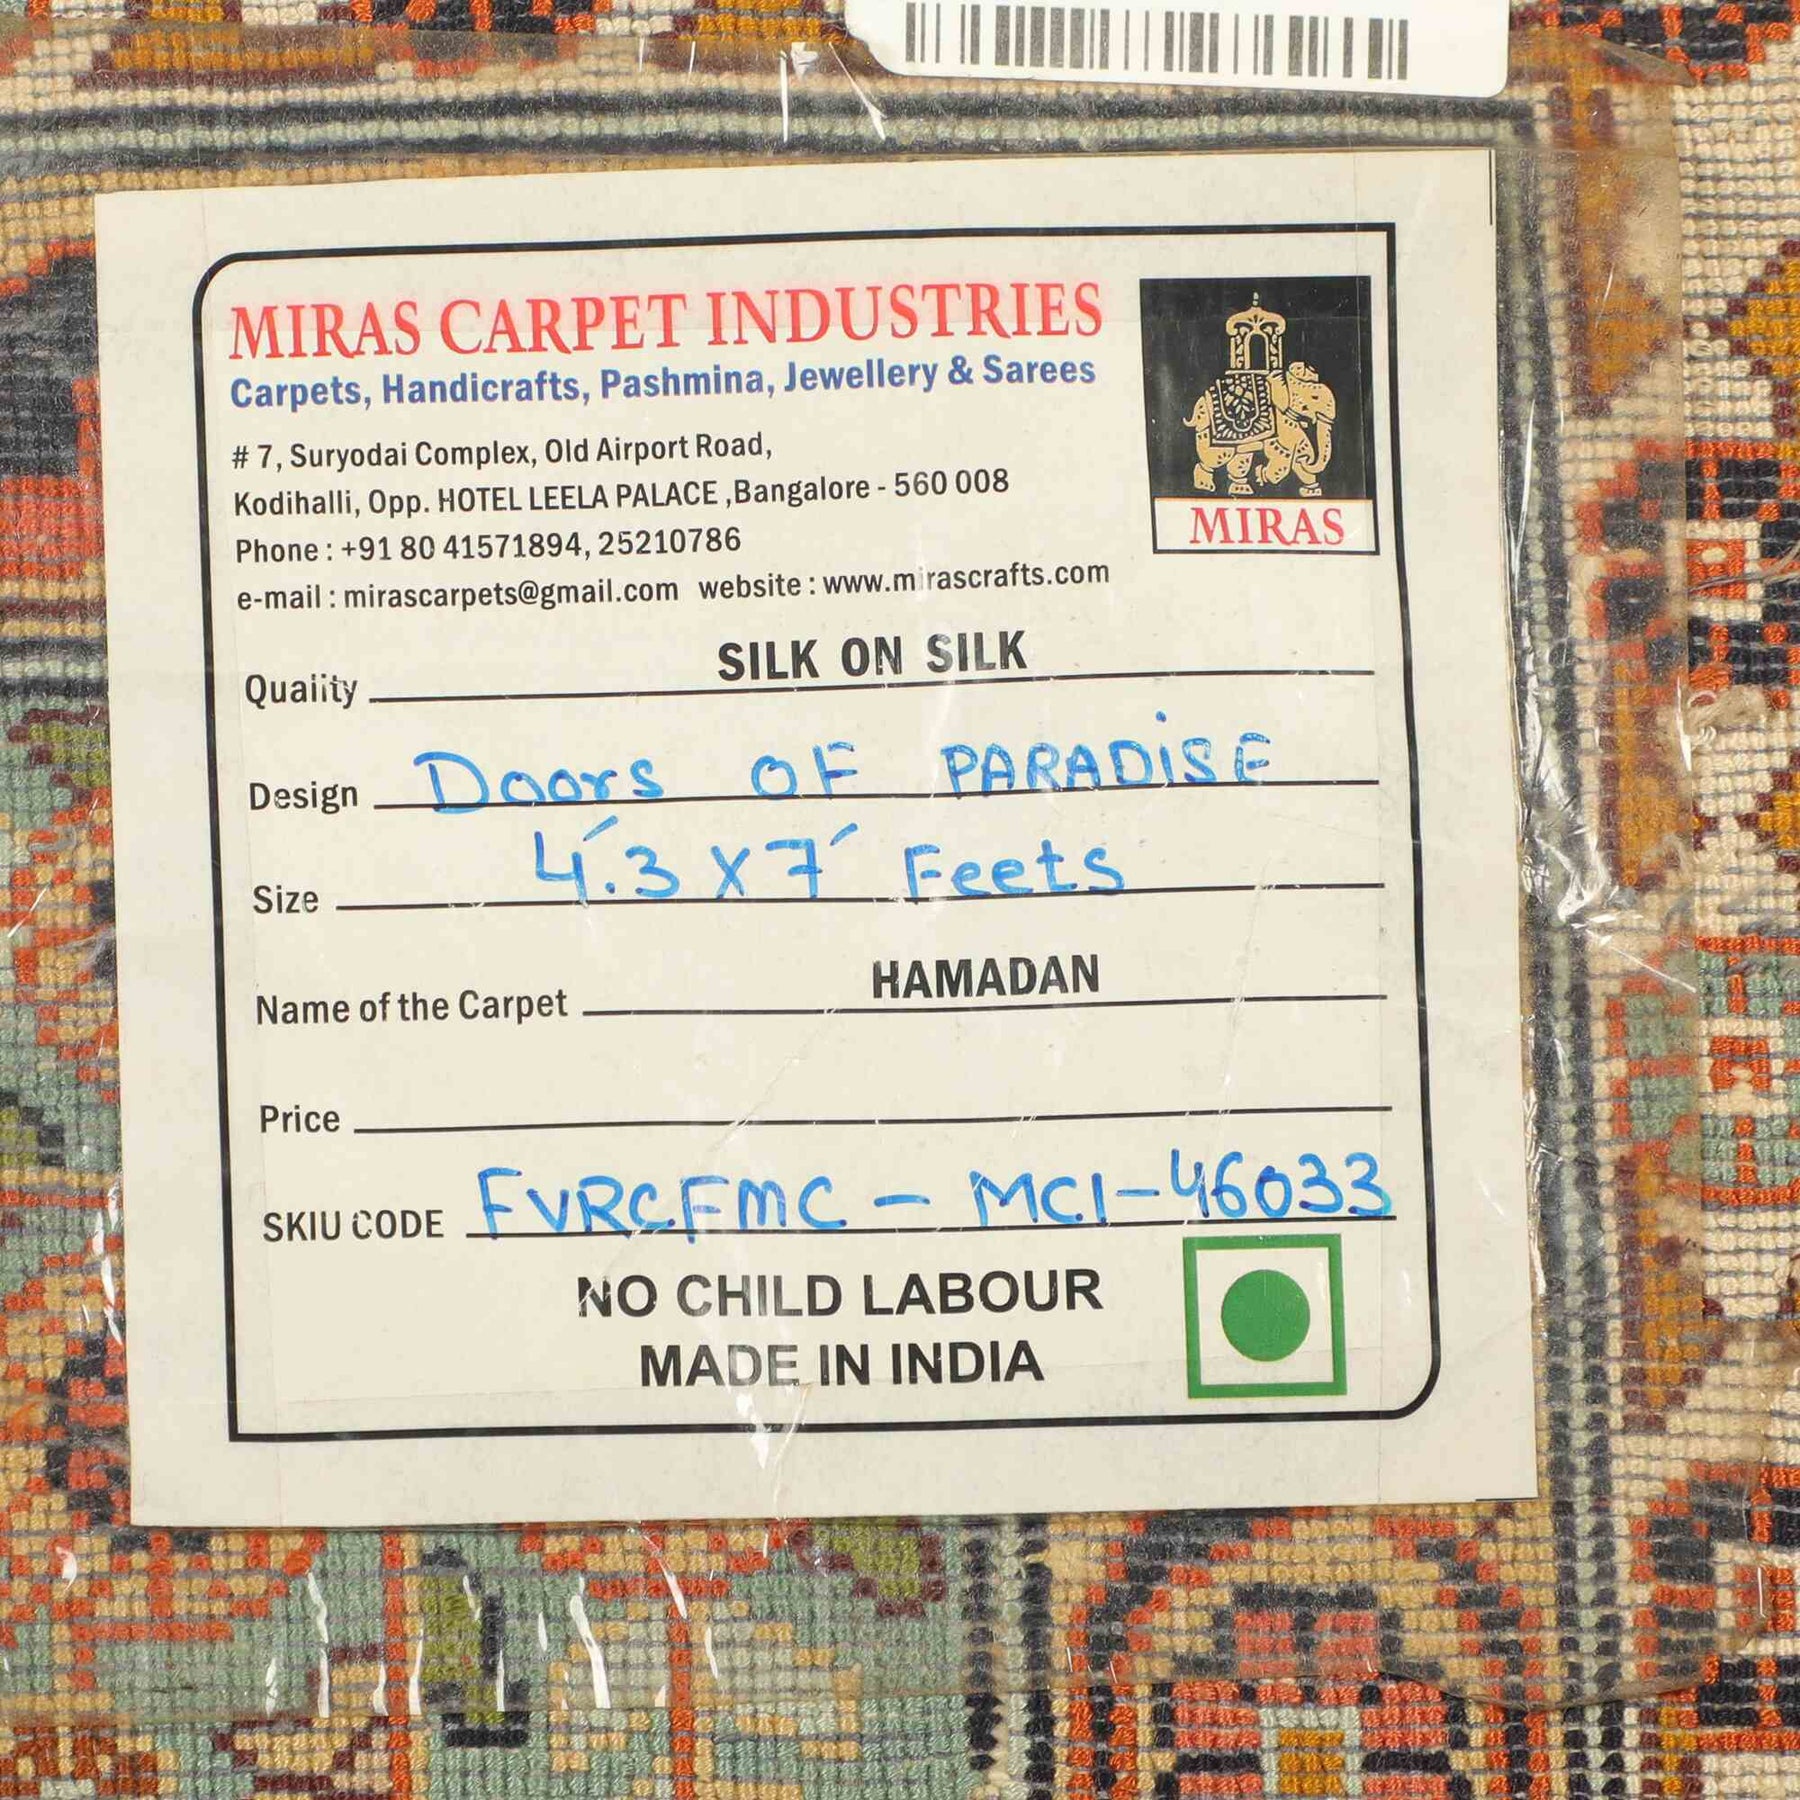 MIRAS CARPET INDUSTRIES
Carpets, Handicrafts, Pashmina, Jewellery & Sarees
# 7, Suryodai Complex, Old Airport Road,
Kodihalli, Opp. HOTEL LEELA PALACE ,Bangalore - 560 008
Phone : +91 80 41571894, 25210786
e-mail : mirascarpets@gmail.com website : www.mirascrafts.com
MIRAS
Quality SILK ON SILK
Design Doors OF PARADiSE
Size 4'.3 X 7' Feets
Name of the Carpet HAMADAN
Price
SKIU CODE FVRCFMC - MCI-46033
NO CHILD LABOUR
MADE IN INDIA